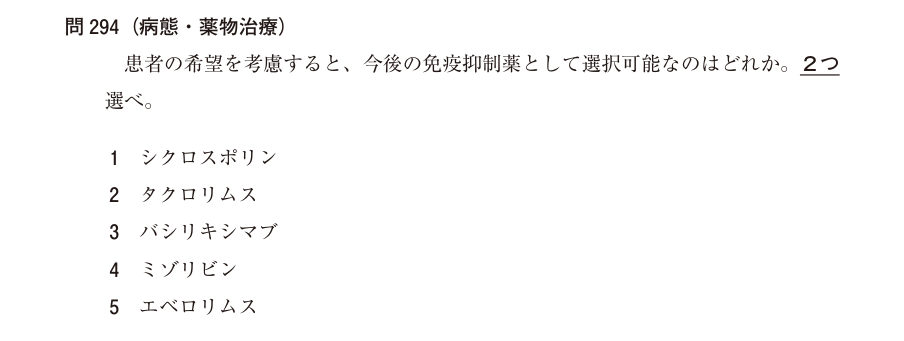 問 294（病態・薬物治療）
患者の希望を考慮すると、今後の免疫抑制薬として選択可能なのはどれか。２つ
選べ。
1 シクロスポリン
2 タクロリムス
3 バシリキシマブ
4 ミゾリビン
5 エベロリムス